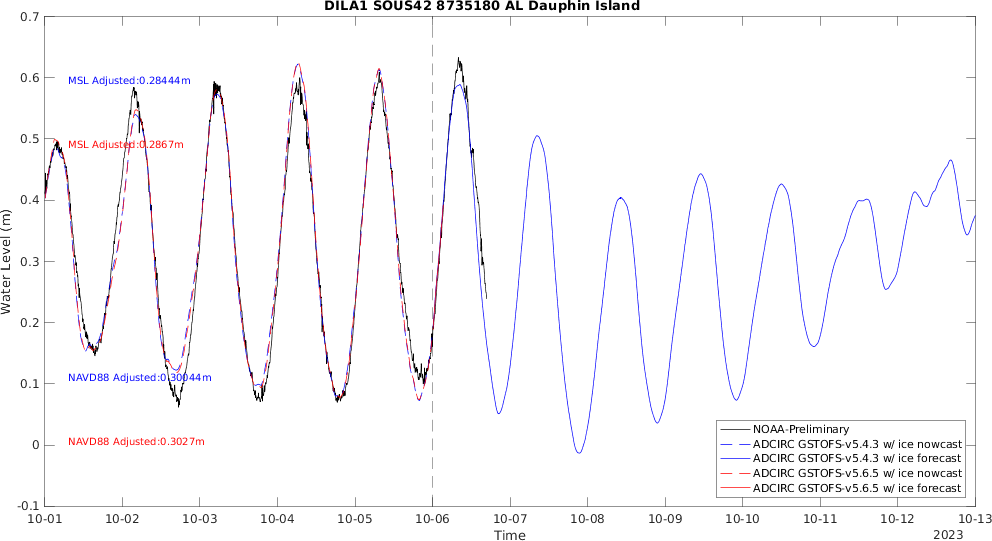 DILA1 SOUS42 8735180 AL Dauphin Island
0.7
0.6
0.5
0.4
0.3
0.2
0.1
0
-0.1
Water Level (m)
MSL Adjusted:0.28444m
MSL Adjusted:0.2867m
NAVD88 Adjusted:0.30044m
NAVD88 Adjusted:0.3027m
NOAA-Preliminary
ADCIRC GSTOFS-v5.4.3 w/ ice nowcast
ADCIRC GSTOFS-v5.4.3 w/ ice forecast
ADCIRC GSTOFS-v5.6.5 w/ ice nowcast
ADCIRC GSTOFS-v5.6.5 w/ ice forecast
10-01 10-02 10-03 10-04 10-05 10-06 10-07 10-08 10-09 10-10 10-11 10-12 10-13
Time
2023